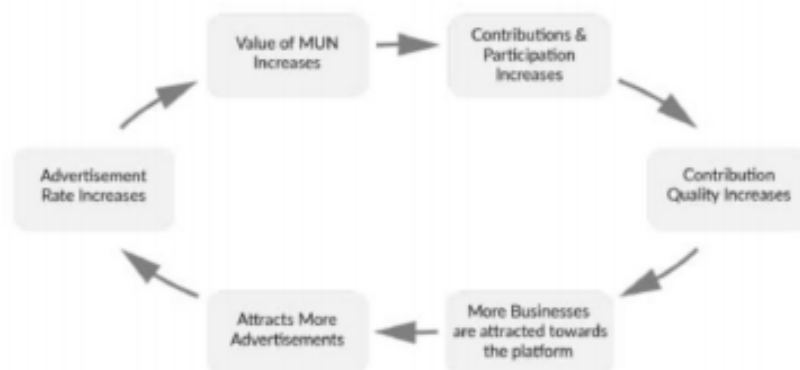 Value of MUN
Increases
Contributions &
Participation
Increases
Advertisement
Rate Increases
Contribution
Quality Increases
Attracts More
Advertisements
More Businesses
are attracted towards
the platform